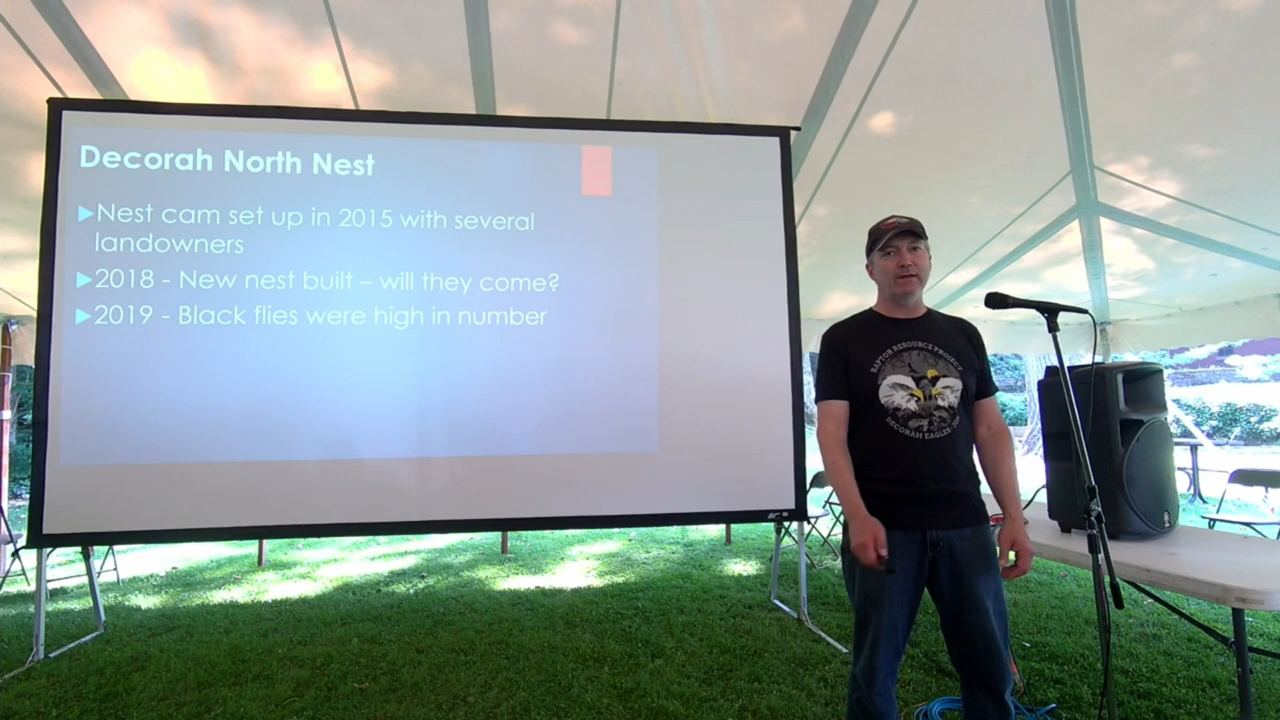 Decorah North Nest
▶Nest cam set up in 2015 with several
landowners
▶2018 - New nest built – will they come?
▶2019 - Black flies were high in number
RAPTOR RESOURCE PROJECT
DECORAH EAGLES